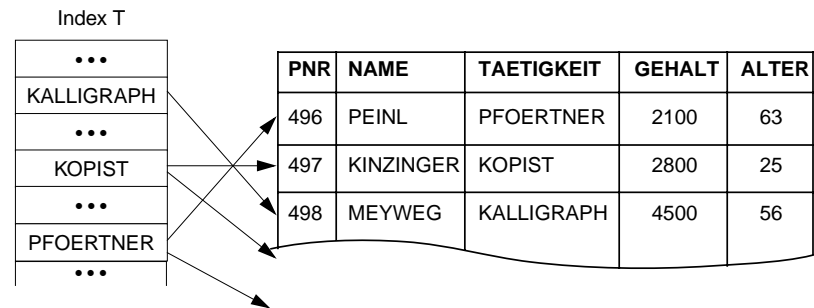 Index T
•••
KALLIGRAPH
•••
KOPIST
•••
PFOERTNER
•••
PNR NAME TAETIGKEIT GEHALT ALTER
496 PEINL PFOERTNER 2100 63
497 KINZINGER KOPIST 2800 25
498 MEYWEG KALLIGRAPH 4500 56